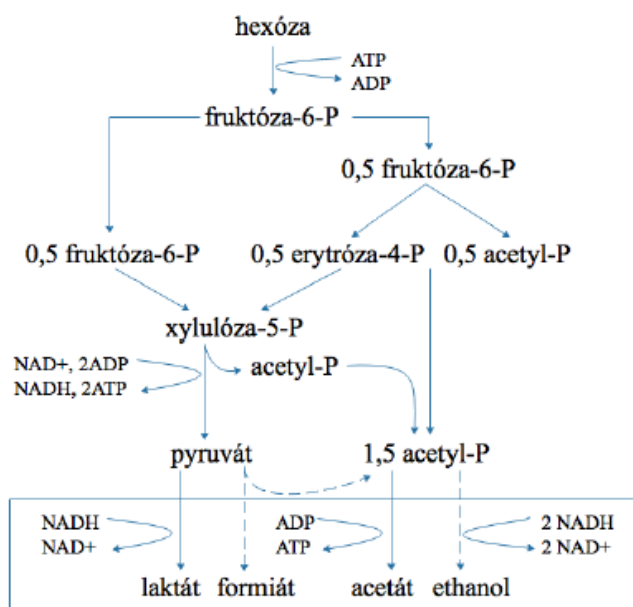 hexóza
ATP
ADP
fruktóza-6-P
0,5 fruktóza-6-P
0,5 fruktóza-6-P 0,5 erytróza-4-P 0,5 acetyl-P
xylulóza-5-P
NAD+, 2ADP
NADH, 2ATP
acetyl-P
pyruvát 1,5 acetyl-P
NADH ADP 2 NADH
NAD+ ATP 2 NAD+
laktát formiát acetát ethanol